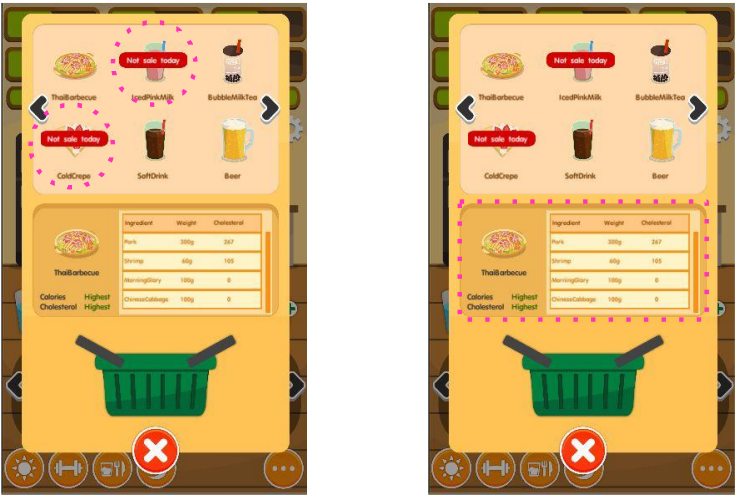 Not sale today
ThaiBarbecue IcedPinkMilk BubbleMilkTea
Not sale today
ColdCrepe SoftDrink Beer
Ingredient Weight Cholesterol
Pork 350g 267
Shrimp 60g 105
MorningGlory 100g 0
ChineseCabbage 100g 0
ThaiBarbecue
Calories Highest
Cholesterol Highest
Not sale today
ThaiBarbecue IcedPinkMilk BubbleMilkTea
Not sale today
ColdCrepe SoftDrink Beer
Ingredient Weight Cholesterol
Pork 350g 267
Shrimp 60g 105
MorningGlory 100g 0
ChineseCabbage 100g 0
ThaiBarbecue
Calories Highest
Cholesterol Highest